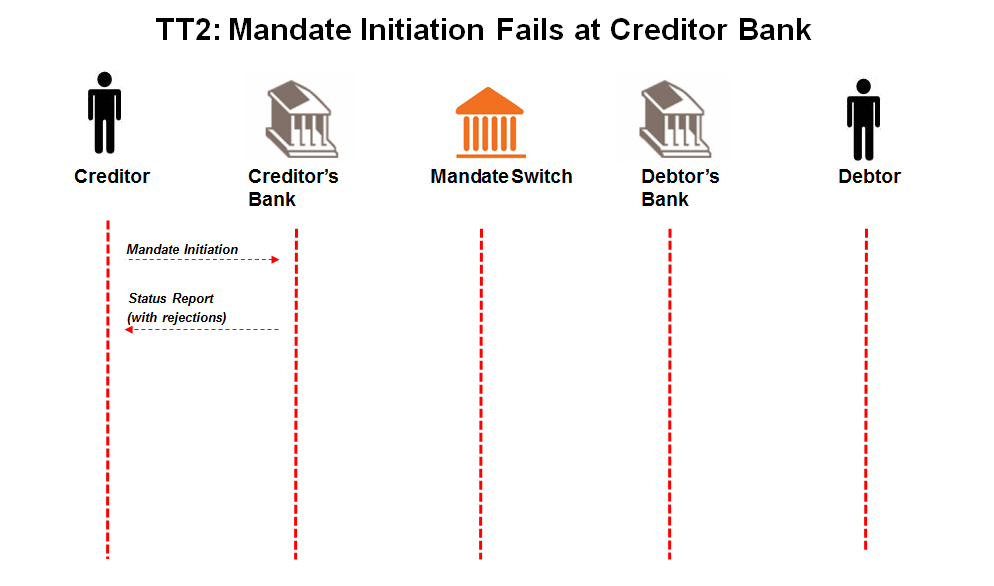 TT2: Mandate Initiation Fails at Creditor Bank
Creditor
Creditor's
Bank
Mandate Switch
Debtor's
Bank
Debtor
Mandate Initiation
Status Report
(with rejections)